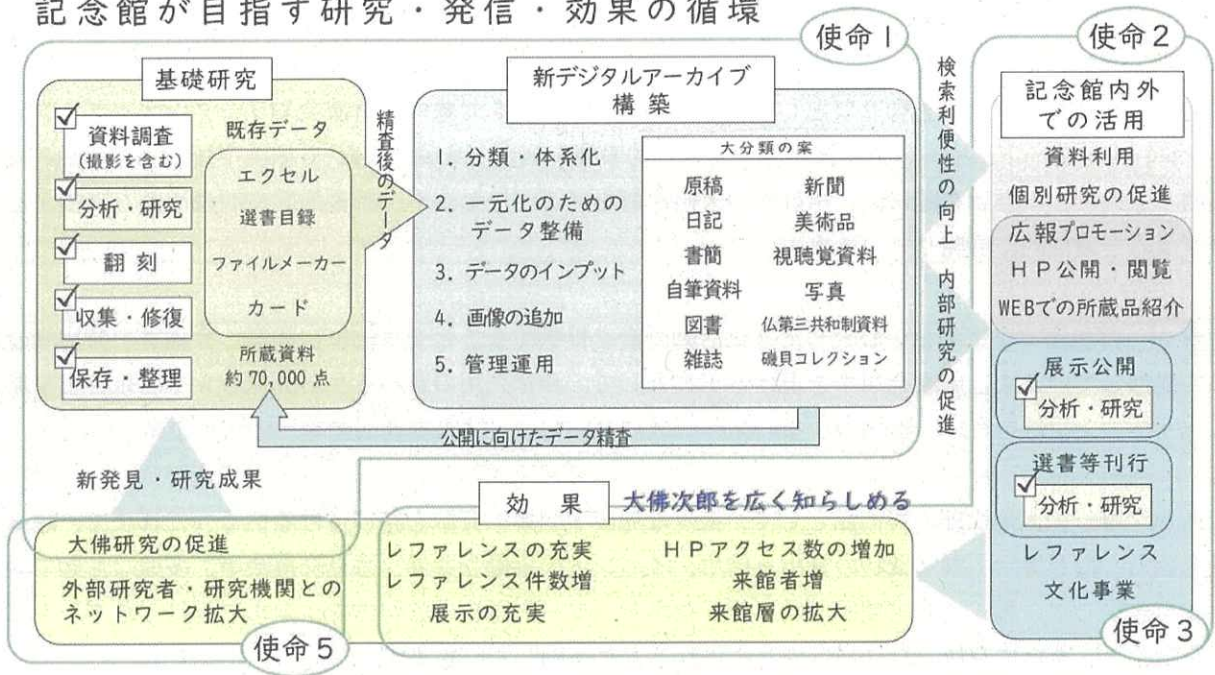 記念館が目指す研究・発信・効果の循環
使命1
基礎研究
資料調査
(撮影を含む)
分析・研究
翻刻
収集・修復
保存・整理
既存データ
エクセル
選書目録
ファイルメーカー
カード
所蔵資料
約70,000点
精査後のデータ
新デジタルアーカイブ
構築
1. 分類・体系化
2. 一元化のための
データ整備
3. データのインプット
4. 画像の追加
5. 管理運用
大分類の案
原稿 新聞
日記 美術品
書簡 視聴覚資料
自筆資料 写真
図書 仏第三共和制資料
雑誌 磯貝コレクション
公開に向けたデータ精査
検索利便性の向上 内部研究の促進
使命2
記念館内外
での活用
資料利用
個別研究の促進
広報プロモーション
HP公開・閲覧
WEBでの所蔵品紹介
展示公開
分析・研究
選書等刊行
分析・研究
レファレンス
文化事業
使命3
効果
大佛次郎を広く知らしめる
レファレンスの充実 HPアクセス数の増加
レファレンス件数増 来館者増
展示の充実 来館層の拡大
新発見・研究成果
大佛研究の促進
外部研究者・研究機関との
ネットワーク拡大
使命5